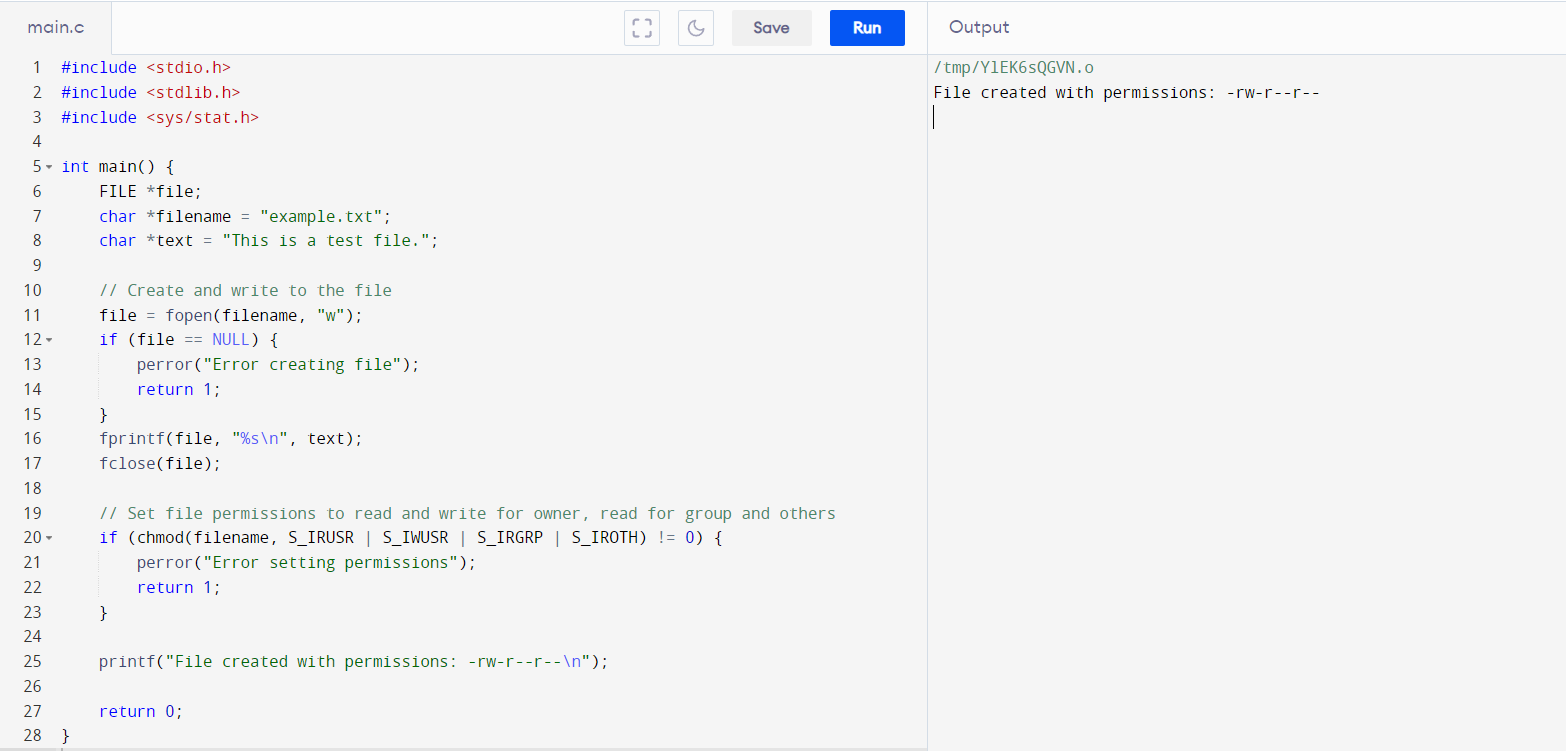 main.c
Save
Run
Output
1 #include <stdio.h>
2 #include <stdlib.h>
3 #include <sys/stat.h>
4
5 int main() {
6     FILE *file;
7     char *filename = "example.txt";
8     char *text = "This is a test file.";
9
10     // Create and write to the file
11     file = fopen(filename, "w");
12     if (file == NULL) {
13         perror("Error creating file");
14         return 1;
15     }
16     fprintf(file, "%s\n", text);
17     fclose(file);
18
19     // Set file permissions to read and write for owner, read for group and others
20     if (chmod(filename, S_IRUSR | S_IWUSR | S_IRGRP | S_IROTH) != 0) {
21         perror("Error setting permissions");
22         return 1;
23     }
24
25     printf("File created with permissions: -rw-r--r--\n");
26
27     return 0;
28 }
/tmp/YlEK6sQGVN.o
File created with permissions: -rw-r--r--